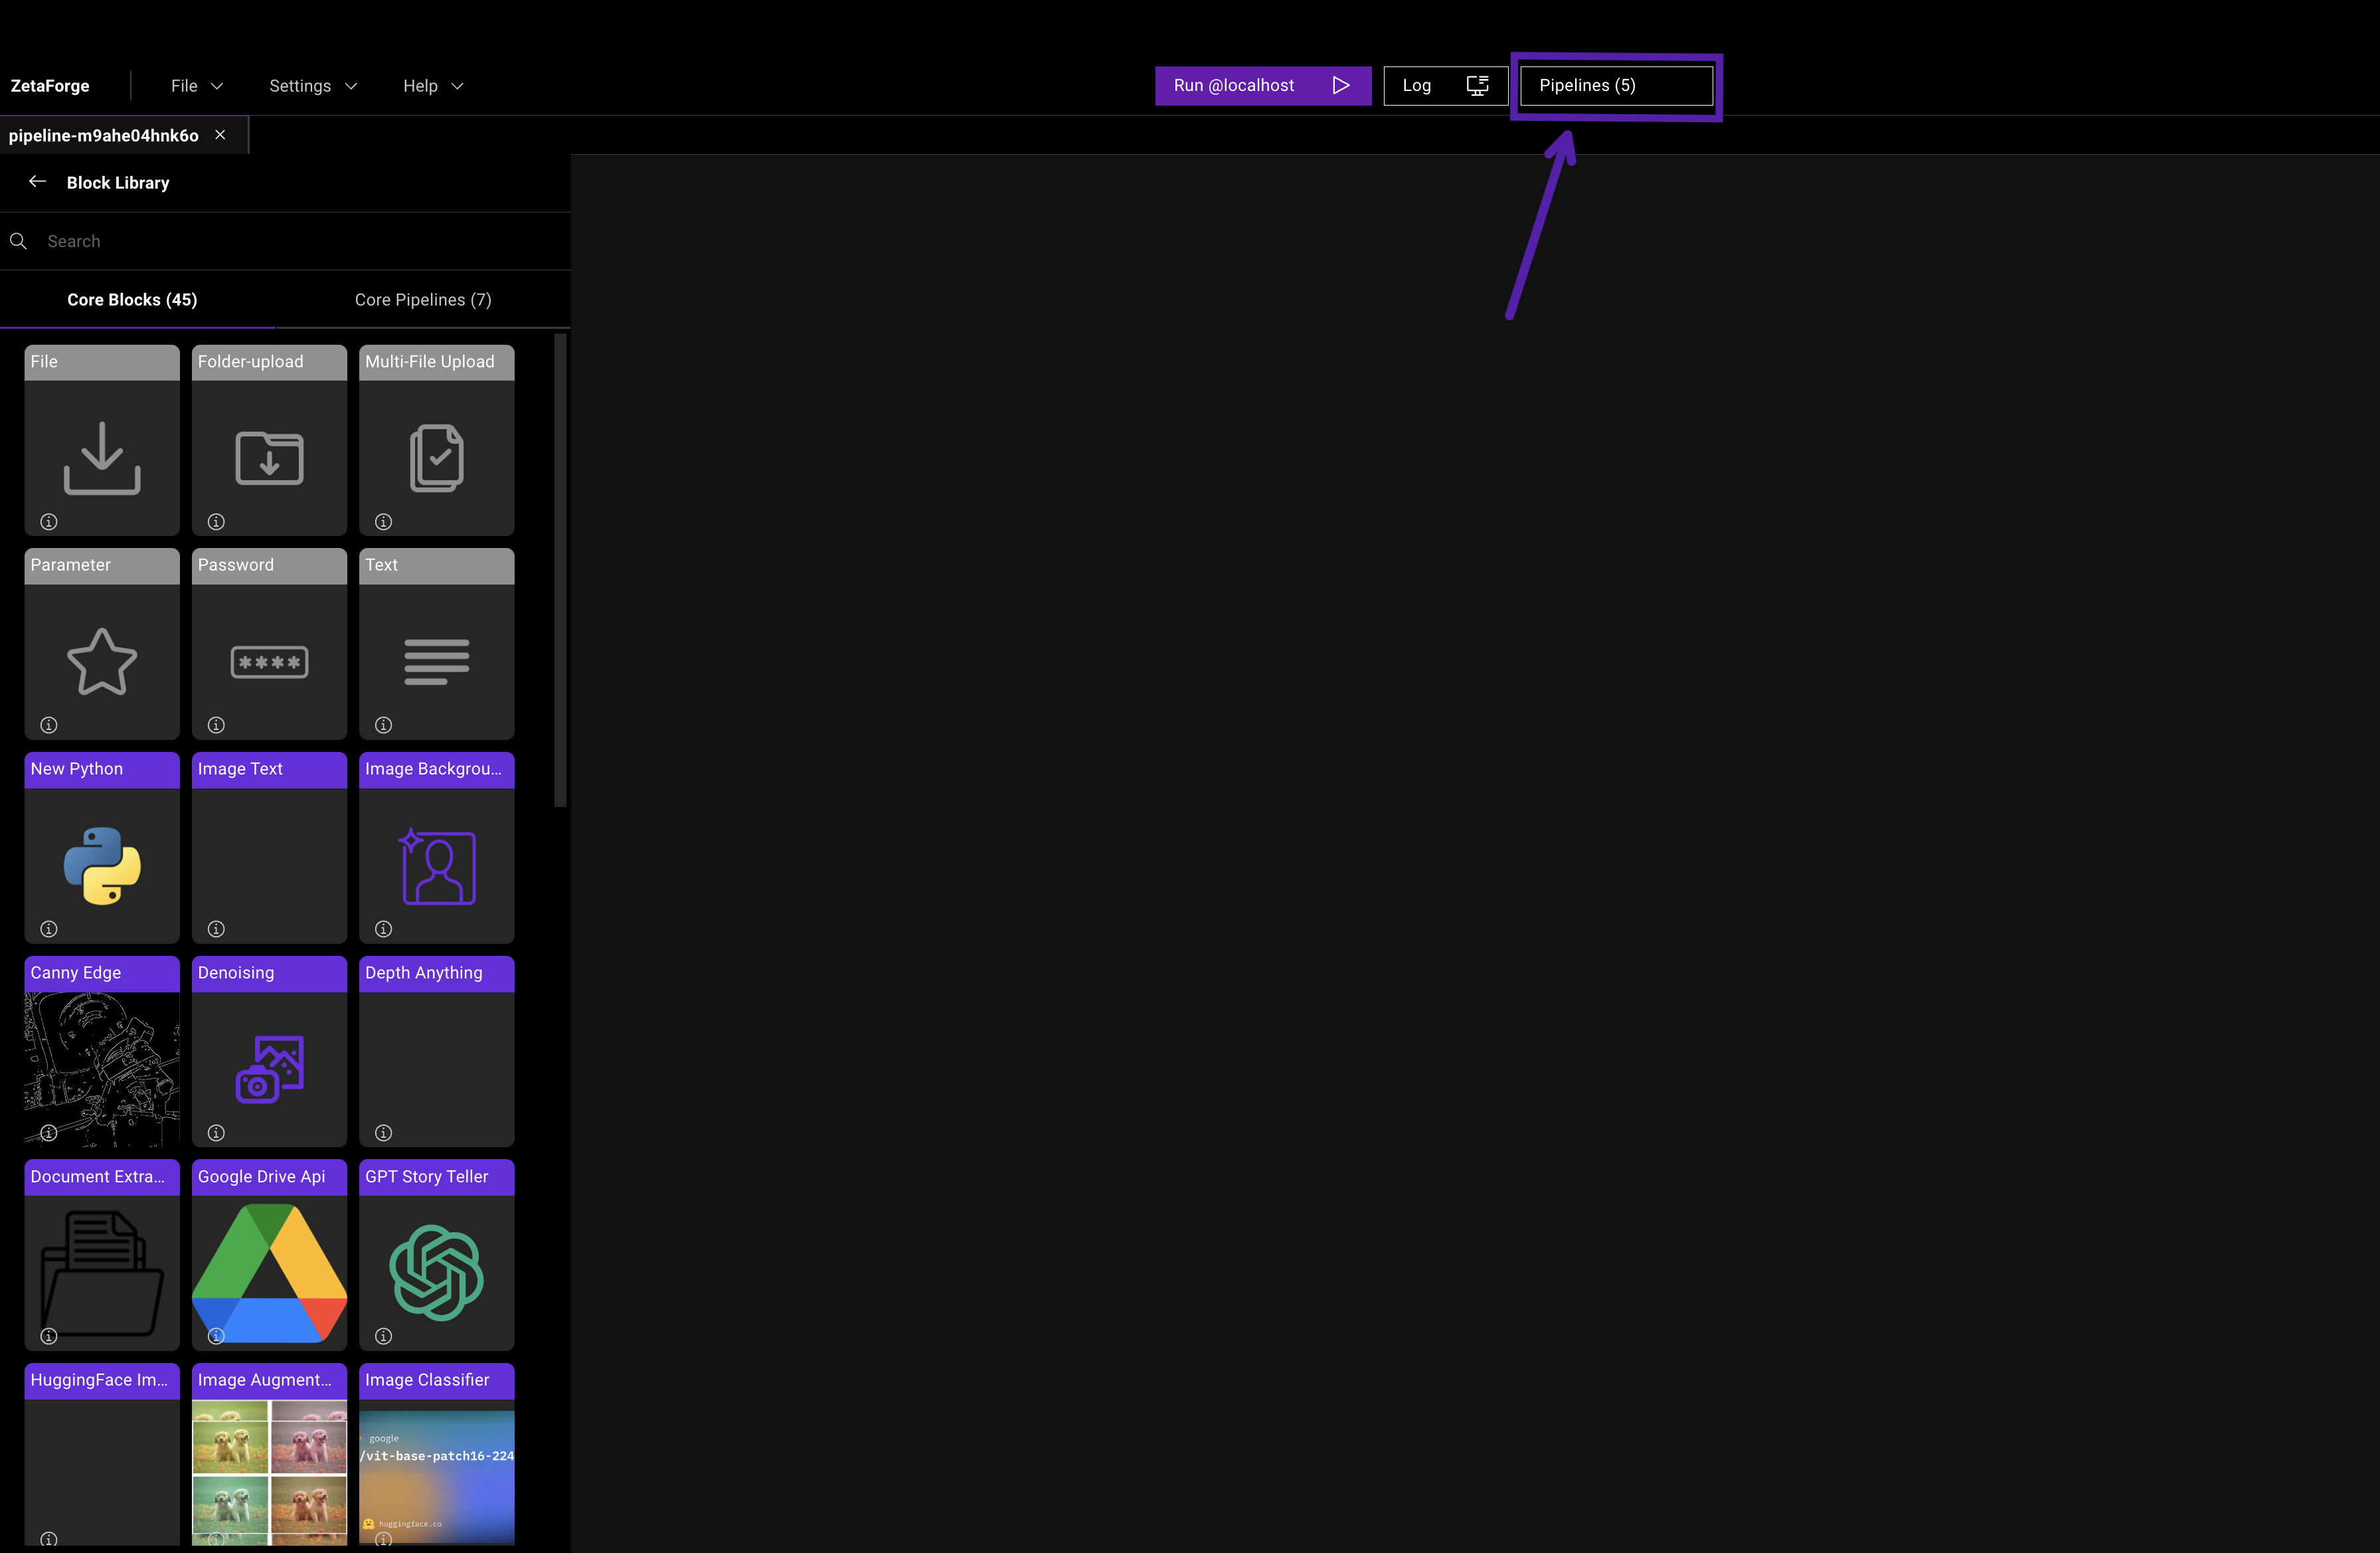 ZetaForge
File
Settings
Help
Run @localhost
Log
Pipelines (5)
pipeline-m9ahe04hnk6o
Block Library
Search
Core Blocks (45)
Core Pipelines (7)
File
Folder-upload
Multi-File Upload
Parameter
Password
Text
****
New Python
Image Text
Image Backgrou...
Canny Edge
Denoising
Depth Anything
Document Extra...
Google Drive Api
GPT Story Teller
HuggingFace Im...
Image Augment...
Image Classifier
google
/vit-base-patch16-224
huggingface.co